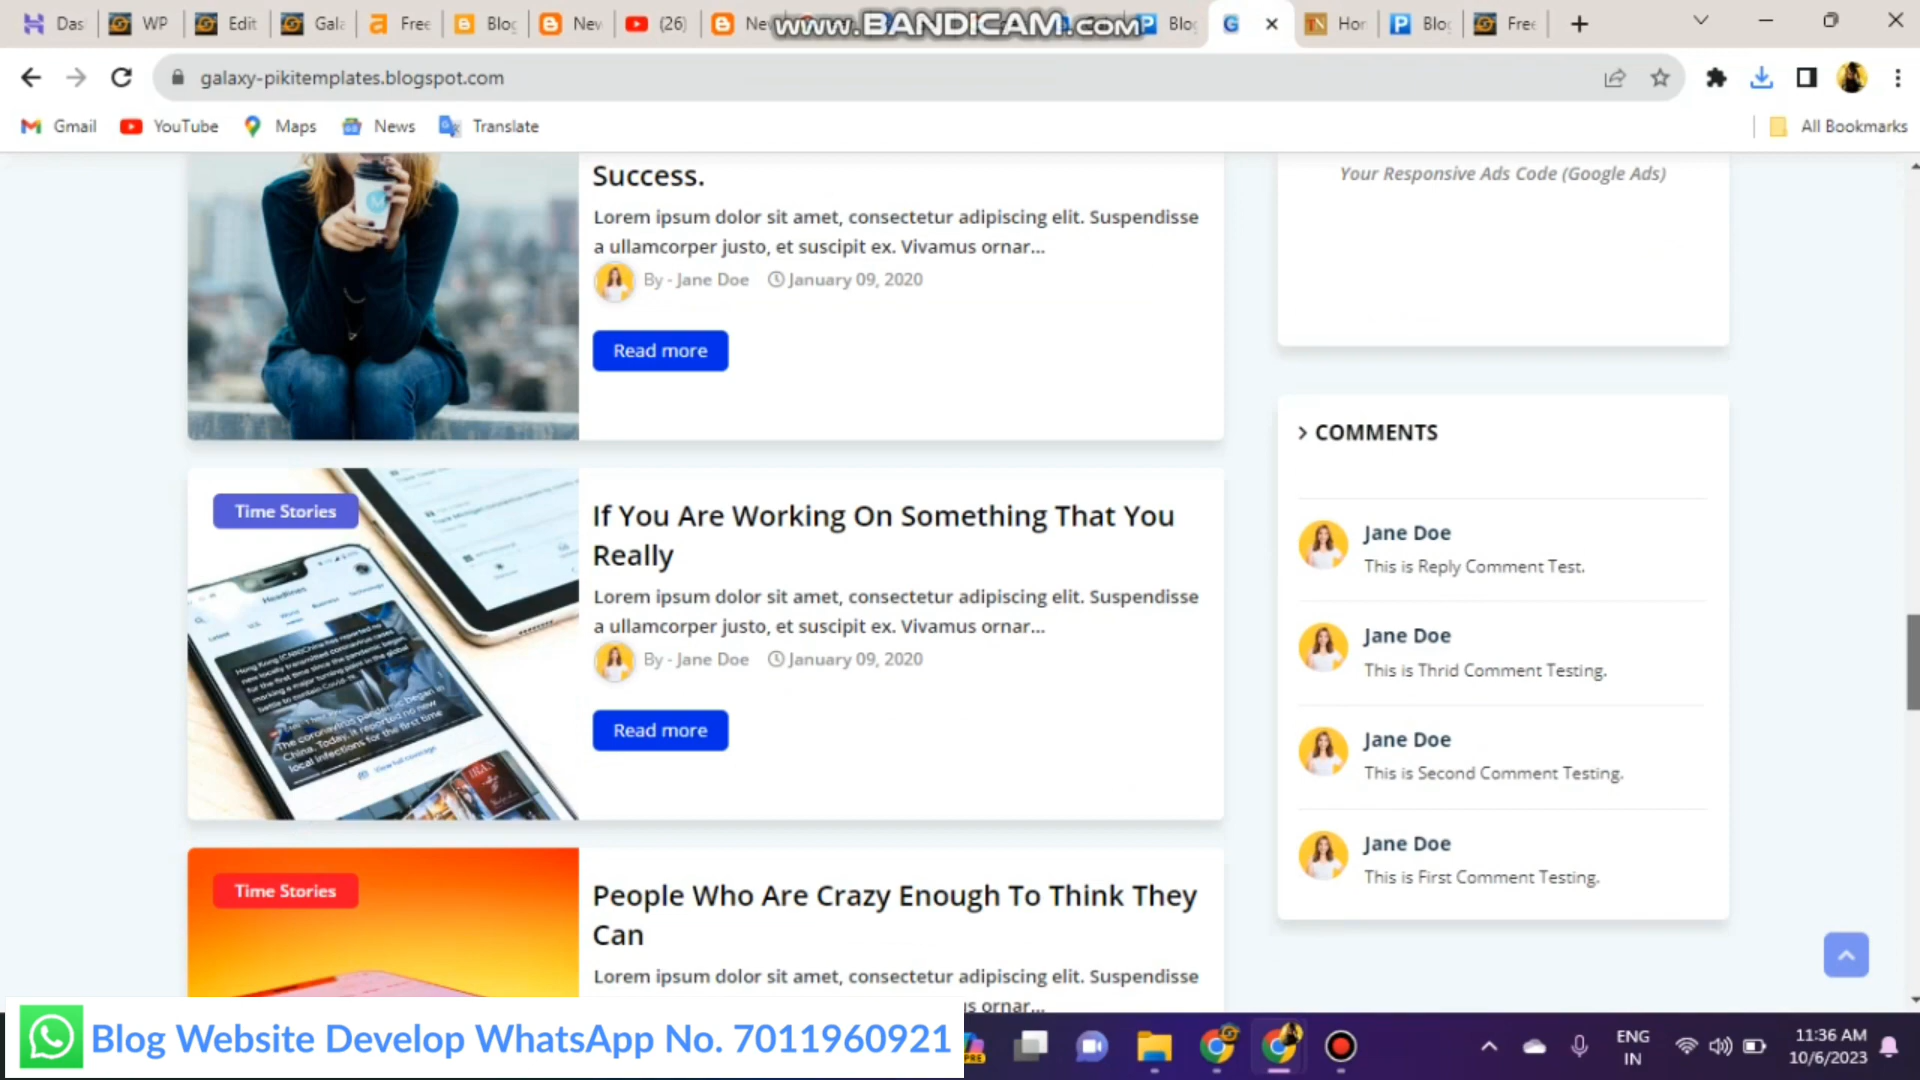 Das
WP
Edit
Gala
Free
Blog
New
(26)
Ne
www.BANDICAM.com
Blo
G
TN
Hor
Blo
Free
galaxy-pikitemplates.blogspot.com
Gmail
YouTube
Maps
News
Translate
All Bookmarks
Success.
Lorem ipsum dolor sit amet, consectetur adipiscing elit. Suspendisse
a ullamcorper justo, et suscipit ex. Vivamus ornar...
By - Jane Doe January 09, 2020
Read more
Time Stories
Headlines
If You Are Working On Something That You
Really
Lorem ipsum dolor sit amet, consectetur adipiscing elit. Suspendisse
a ullamcorper justo, et suscipit ex. Vivamus ornar...
By - Jane Doe January 09, 2020
Read more
Time Stories
People Who Are Crazy Enough To Think They
Can
Lorem ipsum dolor sit amet, consectetur adipiscing elit. Suspendisse
s ornar...
Your Responsive Ads Code (Google Ads)
COMMENTS
Jane Doe
This is Reply Comment Test.
Jane Doe
This is Thrid Comment Testing.
Jane Doe
This is Second Comment Testing.
Jane Doe
This is First Comment Testing.
Blog Website Develop WhatsApp No. 7011960921
PRE
ENG
IN
11:36 AM
10/6/2023